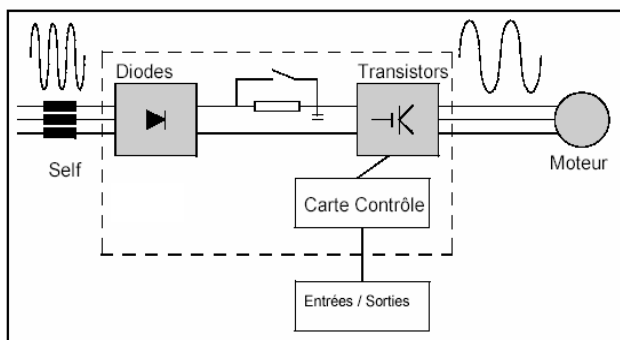 Diodes
Transistors
Self
Moteur
Carte Contrôle
Entrées / Sorties